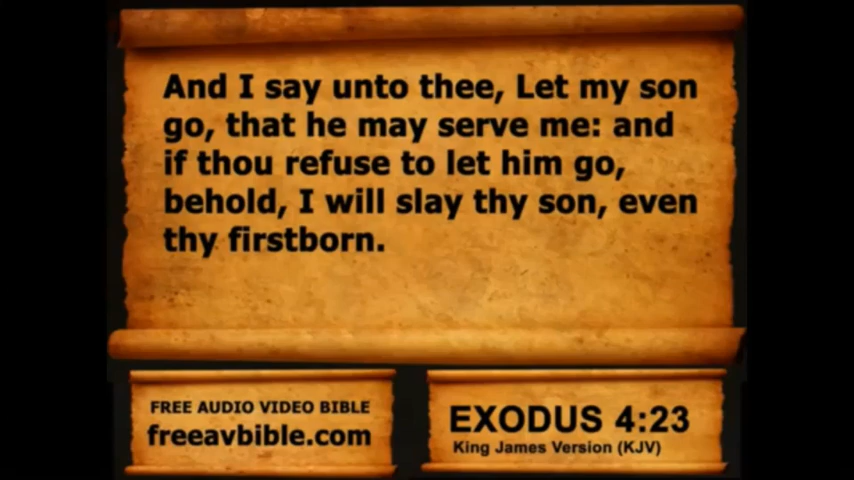 And I say unto thee, Let my son
go, that he may serve me: and
if thou refuse to let him go,
behold, I will slay thy son, even
thy firstborn.
FREE AUDIO VIDEO BIBLE
freeavbible.com
EXODUS 4:23
King James Version (KJV)